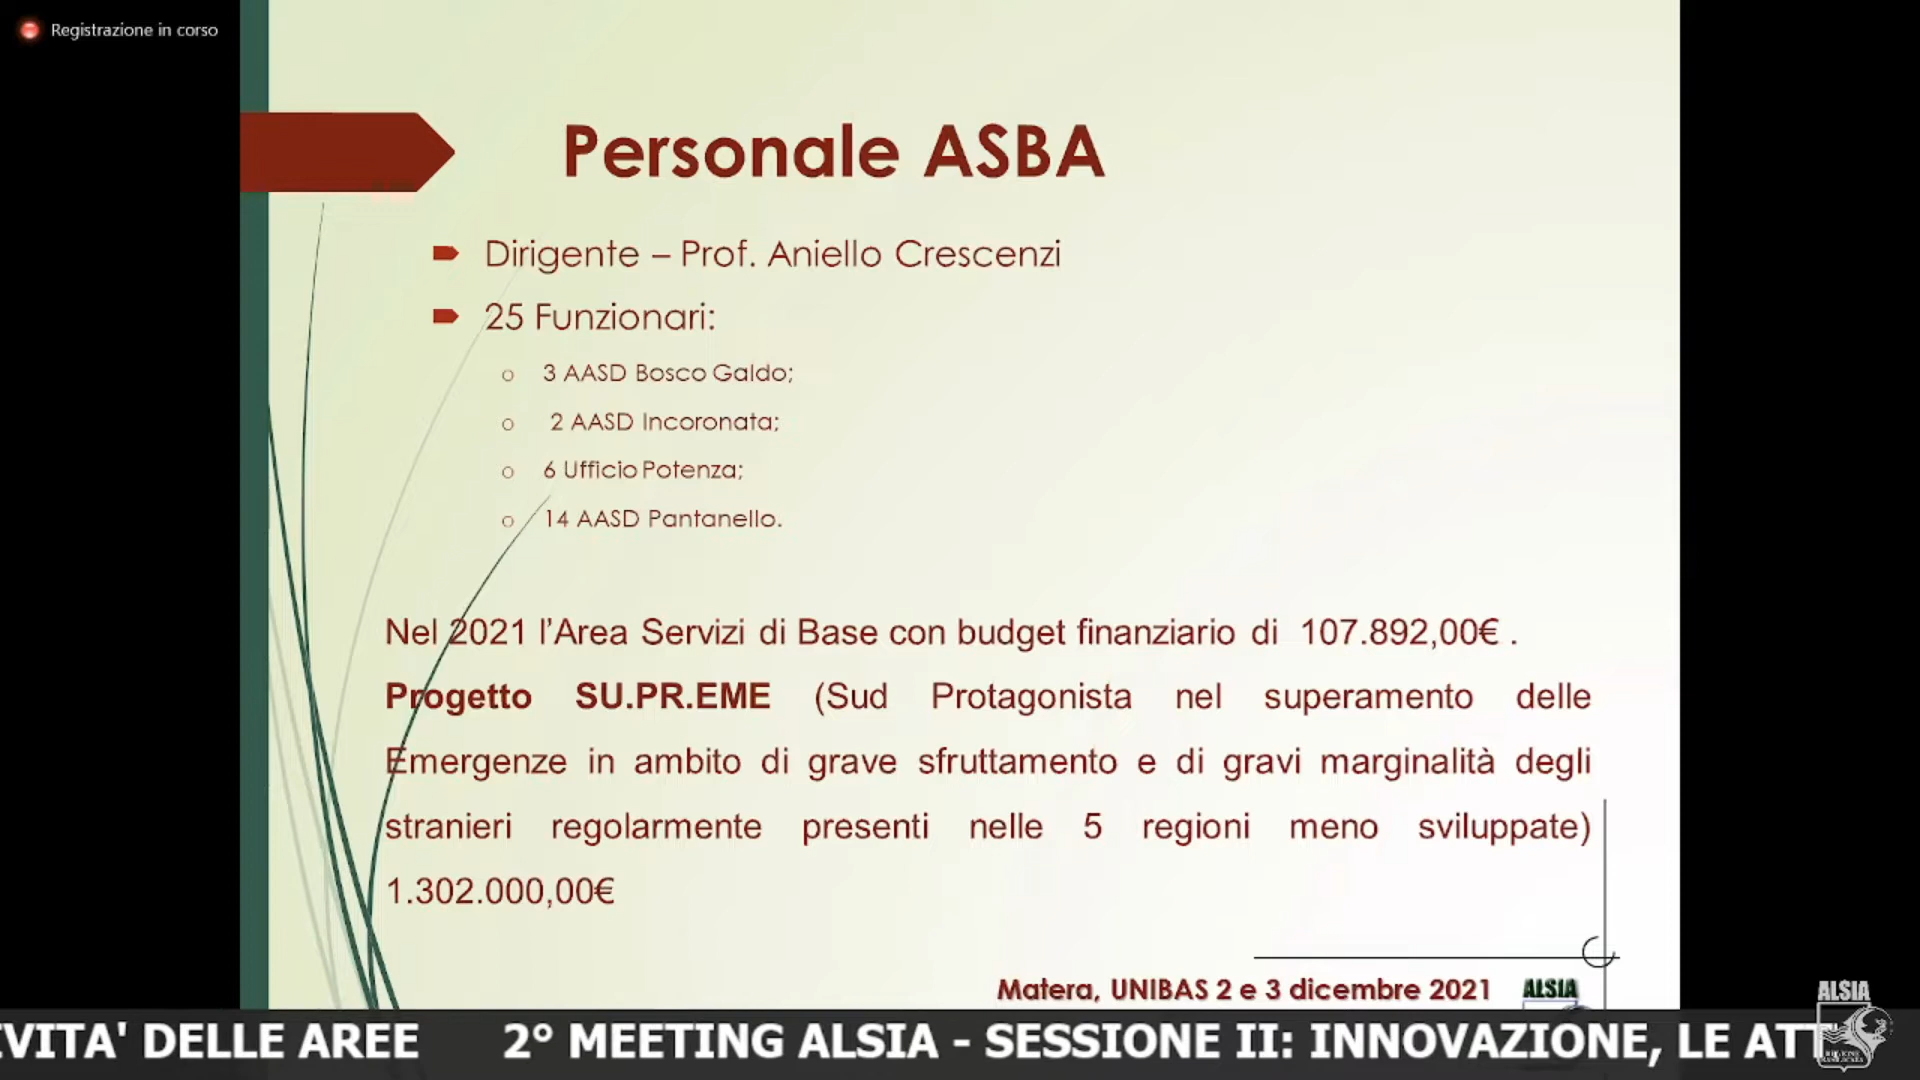 Registrazione in corso
Personale ASBA
Dirigente – Prof. Aniello Crescenzi
25 Funzionari:
o 3 AASD Bosco Galdo;
o 2 AASD Incoronata;
o 6 Ufficio Potenza;
o 14 AASD Pantanello.
Nel 2021 l'Area Servizi di Base con budget finanziario di 107.892,00€ .
Progetto SU.PR.EME (Sud Protagonista nel superamento delle
Emergenze in ambito di grave sfruttamento e di gravi marginalità degli
stranieri regolarmente presenti nelle 5 regioni meno sviluppate)
1.302.000,00€
Matera, UNIBAS 2 e 3 dicembre 2021
ALSIA
ALSIA
IVITA' DELLE AREE 2° MEETING ALSIA - SESSIONE II: INNOVAZIONE, LE ATT